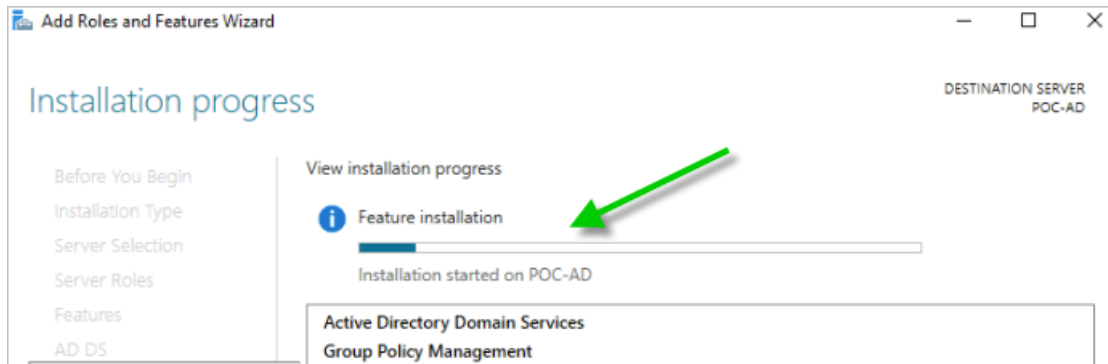 Add Roles and Features Wizard
Installation progress
DESTINATION SERVER
POC-AD
Before You Begin
Installation Type
Server Selection
Server Roles
Features
AD DS
View installation progress
Feature installation
Installation started on POC-AD
Active Directory Domain Services
Group Policy Management